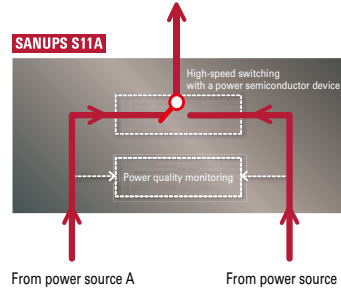 SANUPS S11A
High-speed switching
with a power semiconductor device
Power quality monitoring
From power source A
From power source